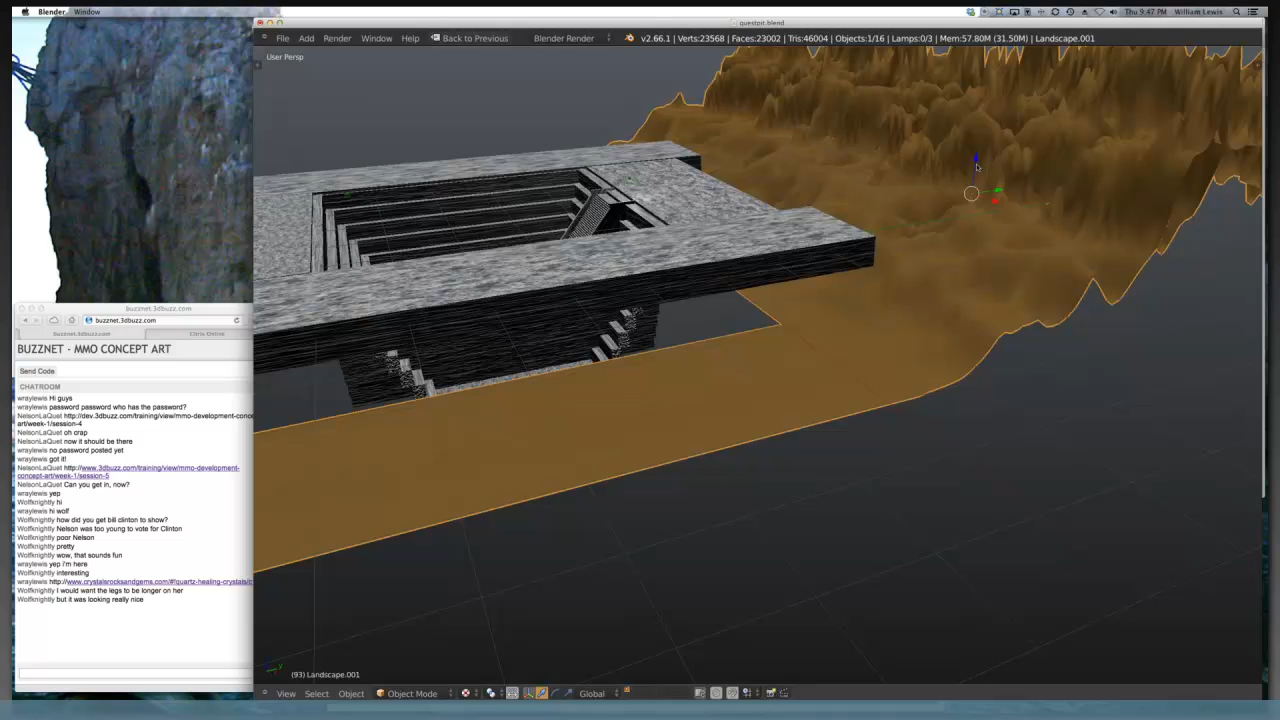 Blender Window
Thu 9:47 PM William Lewis
questpit.blend
File Add Render Window Help Back to Previous Blender Render v2.66.1 | Verts:23568 | Faces:23002 | Tris:46004 | Objects:1/16 | Lamps:0/3 | Mem:57.80M (31.50M) | Landscape.001
User Persp
buzznet.3dbuzz.com
buzznet.3dbuzz.com
buzznet.3dbuzz.com Chris Online
BUZZNET - MMO CONCEPT ART
Send Code
CHATROOM
wraylewis Hi guys
wraylewis password password who has the password?
NelsonLaQuet http://dev.3dbuzz.com/training/view/mmo-development-conce
art/week-1/session-4
NelsonLaQuet oh crap
NelsonLaQuet now it should be there
wraylewis no password posted yet
wraylewis got it!
NelsonLaQuet http://www.3dbuzz.com/training/view/mmo-development-
concept-art/week-1/session-5
NelsonLaQuet Can you get in, now?
wraylewis yep
Wolfknightly hi
wraylewis hi wolf
Wolfknightly how did you get bill clinton to show?
Wolfknightly Nelson was too young to vote for Clinton
Wolfknightly poor Nelson
Wolfknightly pretty
Wolfknightly wow, that sounds fun
wraylewis yep i'm here
Wolfknightly interesting
wraylewis http://www.crystalsrocksandgems.com/#!quartz-healing-crystals/c
Wolfknightly I would want the legs to be longer on her
Wolfknightly but it was looking really nice
y
(93) Landscape.001
View Select Object Object Mode Global